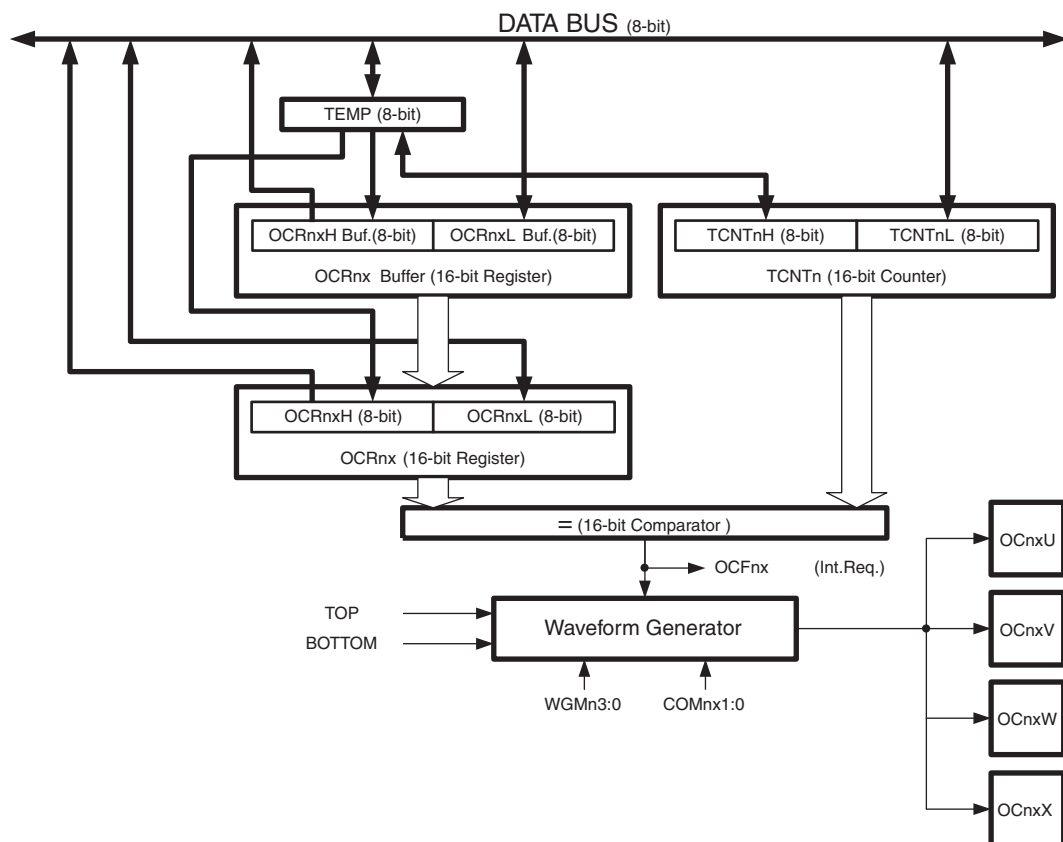 DATA BUS (8-bit)
TEMP (8-bit)
OCRnxH Buf.(8-bit) OCRnxL Buf.(8-bit)
OCRnx Buffer (16-bit Register)
TCNTnH (8-bit) TCNTnL (8-bit)
TCNTn (16-bit Counter)
OCRnxH (8-bit) OCRnxL (8-bit)
OCRnx (16-bit Register)
= (16-bit Comparator )
OCFnx (Int.Req.)
TOP
BOTTOM
Waveform Generator
WGMn3:0 COMnx1:0
OCnxU
OCnxV
OCnxW
OCnxX